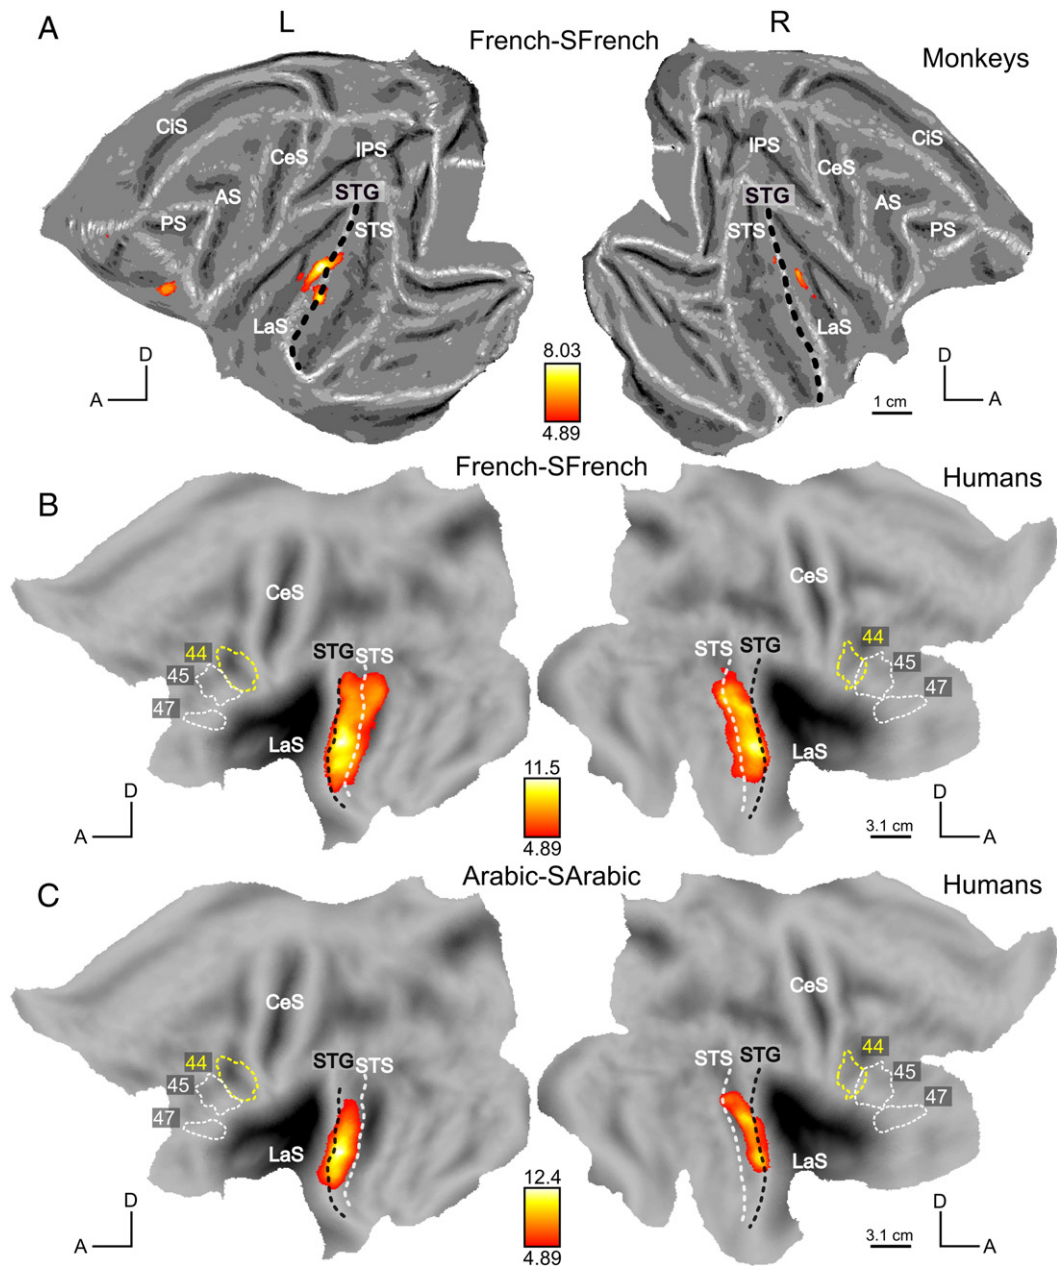 A
L
French-SFrench
R
Monkeys
CiS
CeS
IPS
STG
AS
PS
STS
LaS
D
A
8.03
4.89
CiS
IPS
CeS
STG
AS
STS
PS
LaS
D
1 cm
A
French-SFrench
Humans
B
CeS
44
STG
STS
45
47
LaS
D
A
11.5
4.89
CeS
44
STG
STS
45
47
LaS
D
3.1 cm
A
Arabic-SArabic
Humans
C
CeS
STG
STS
44
45
47
LaS
D
A
12.4
4.89
CeS
44
STG
STS
45
47
LaS
D
3.1 cm
A